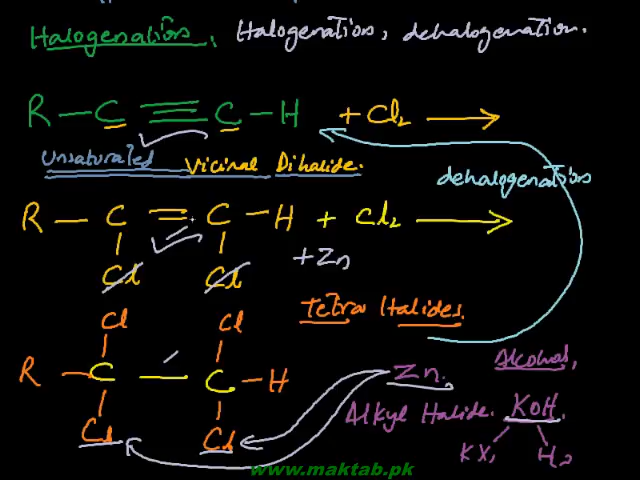 Halogenation, Halogenation, dehalogenation.
R — C ≡ C — H + Cl2 →
Unsaturated Vicinal Dihalide.
dehalogenation
R — C = C — H + Cl2 →
Cl Cl + Zn
Tetra Halides.
Cl Cl
R — C — C — H Zn. Alcohol,
Alkyl Halide. KOH.
Cl Cl
KX,
www.maktab.pk